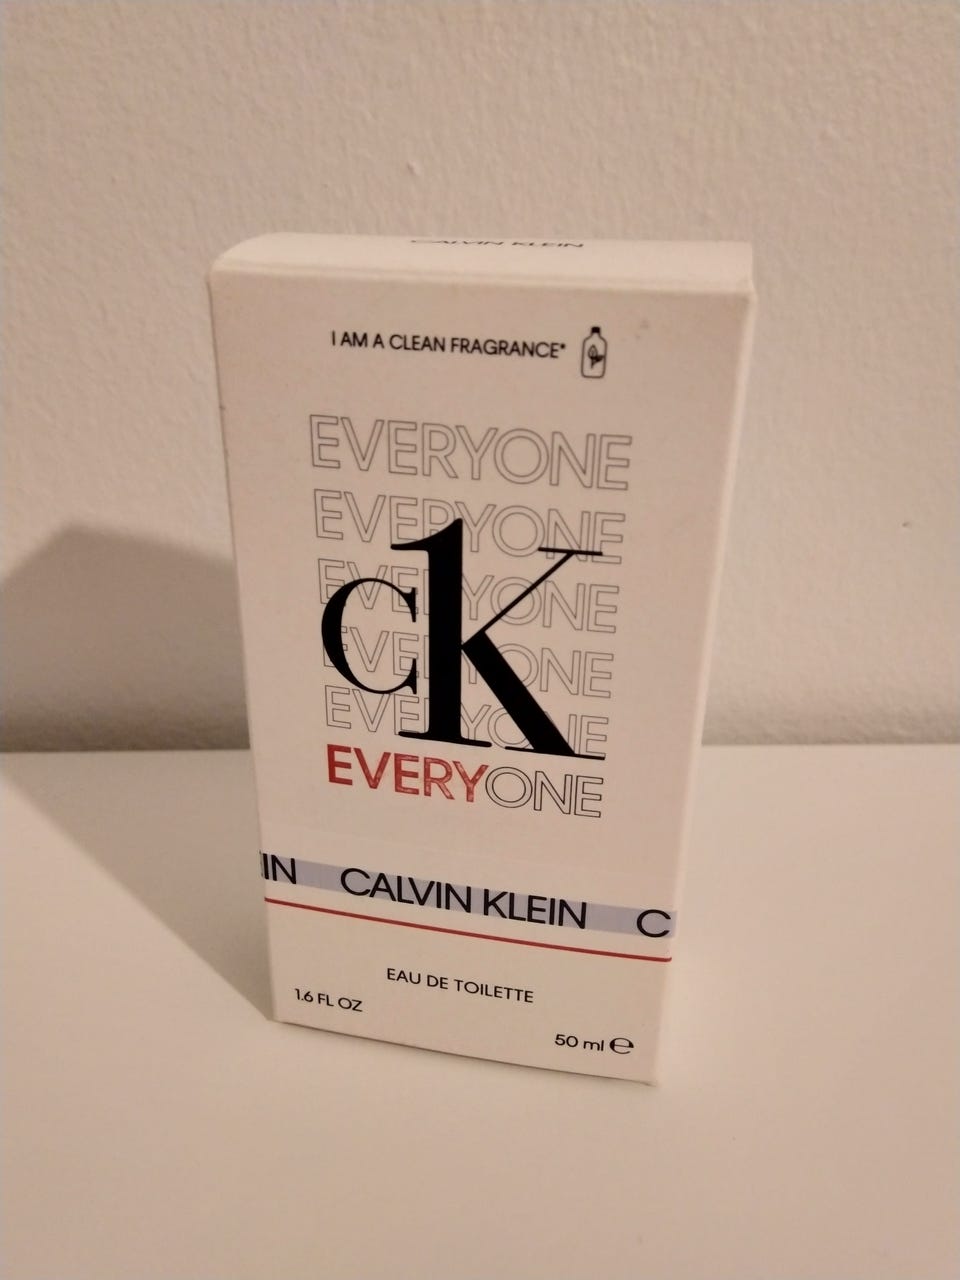 CALVIN KLEIN
I AM A CLEAN FRAGRANCE*
EVERYONE
EVERYONE
EVERYONE
EVERYONE
EVERYONE
ck
EVERYONE
IN CALVIN KLEIN C
EAU DE TOILETTE
1.6 FL OZ
50 ml ℮